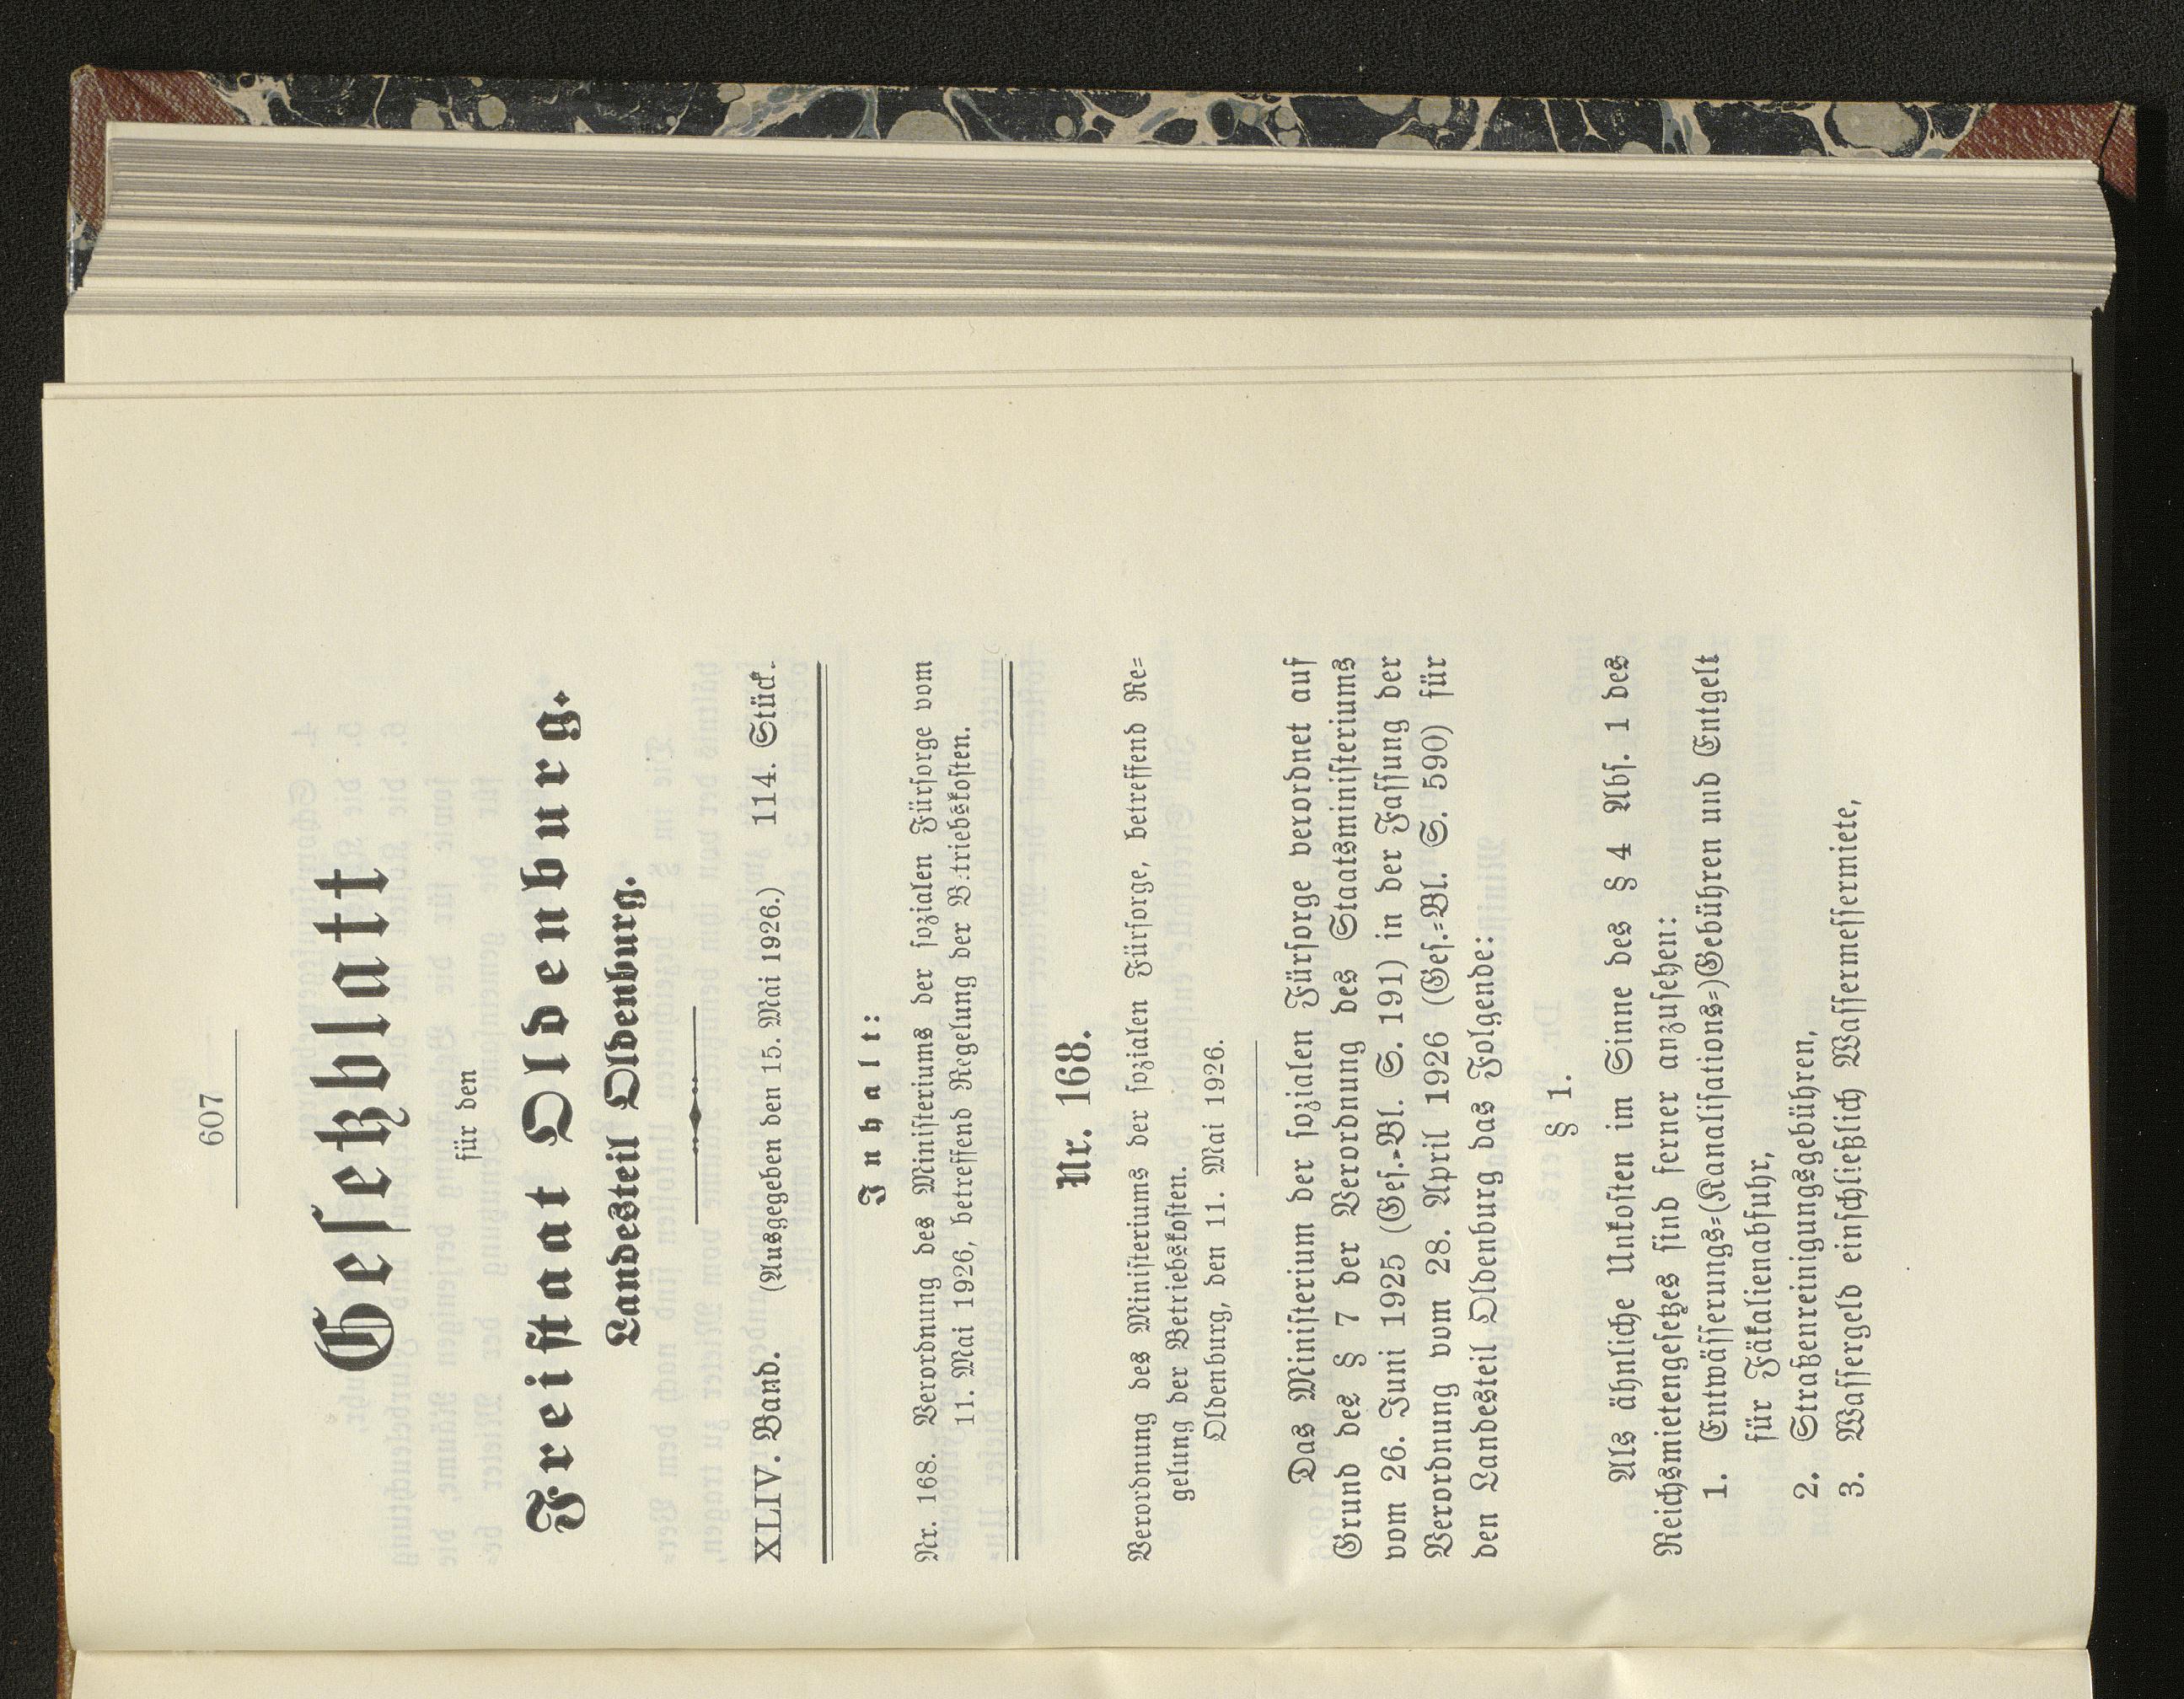 607
Gesetzblatt
für den
Freistaat Oldenburg.
Landesteil Oldenburg.
XLIV. Band. (Ausgegeben den 15. Mai 1926.) 114. Stück.
Inhalt:
Nr. 168. Verordnung des Ministeriums der sozialen Fürsorge vom
11. Mai 1926, betreffend Regelung der B.triebskosten.
Nr. 168.
Verordnung des Ministeriums der sozialen Fürsorge, betreffend Re=
gelung der Betriebskosten.
Oldenburg, den 11. Mai 1926.
Das Ministerium der sozialen Fürsorge verordnet auf
Grund des § 7 der Verordnung des Staatsministeriums
vom 26. Juni 1925 (Ges.=Bl. S. 191) in der Fassung der
Verordnung vom 28. April 1926 (Ges.=Bl. S. 590) für
den Landesteil Oldenburg das Folgende:
§ 1.
Als ähnliche Unkosten im Sinne des § 4 Abs. 1 des
Reichsmietengesetzes sind ferner anzusehen:
1. Entwässerungs=(Kanalisations=)Gebühren und Entgelt
für Fäkalienabfuhr,
2. Straßenreinigungsgebühren,
3. Wassergeld einschließlich Wassermessermiete,